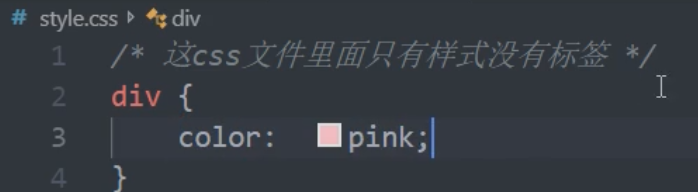 # style.css > div
1 /* 这css文件里面只有样式没有标签 */
2 div {
3 color: pink;
4 }